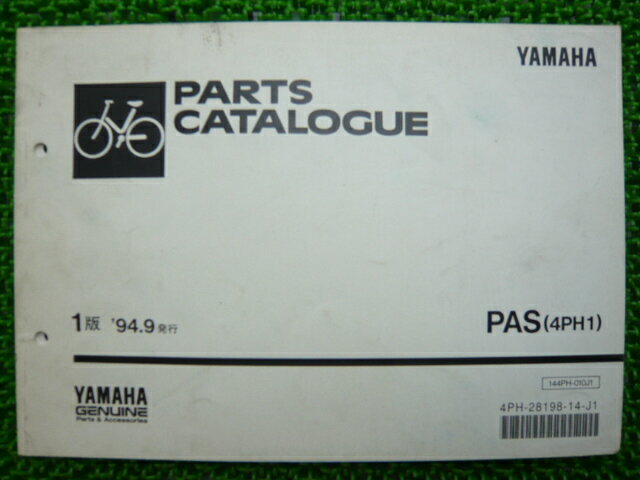 YAMAHA
PARTS
CATALOGUE
1版 '94.9 発行
PAS (4PH1)
144PH-010J1
YAMAHA
GENUINE
Parts & Accessories
4PH-28198-14-J1